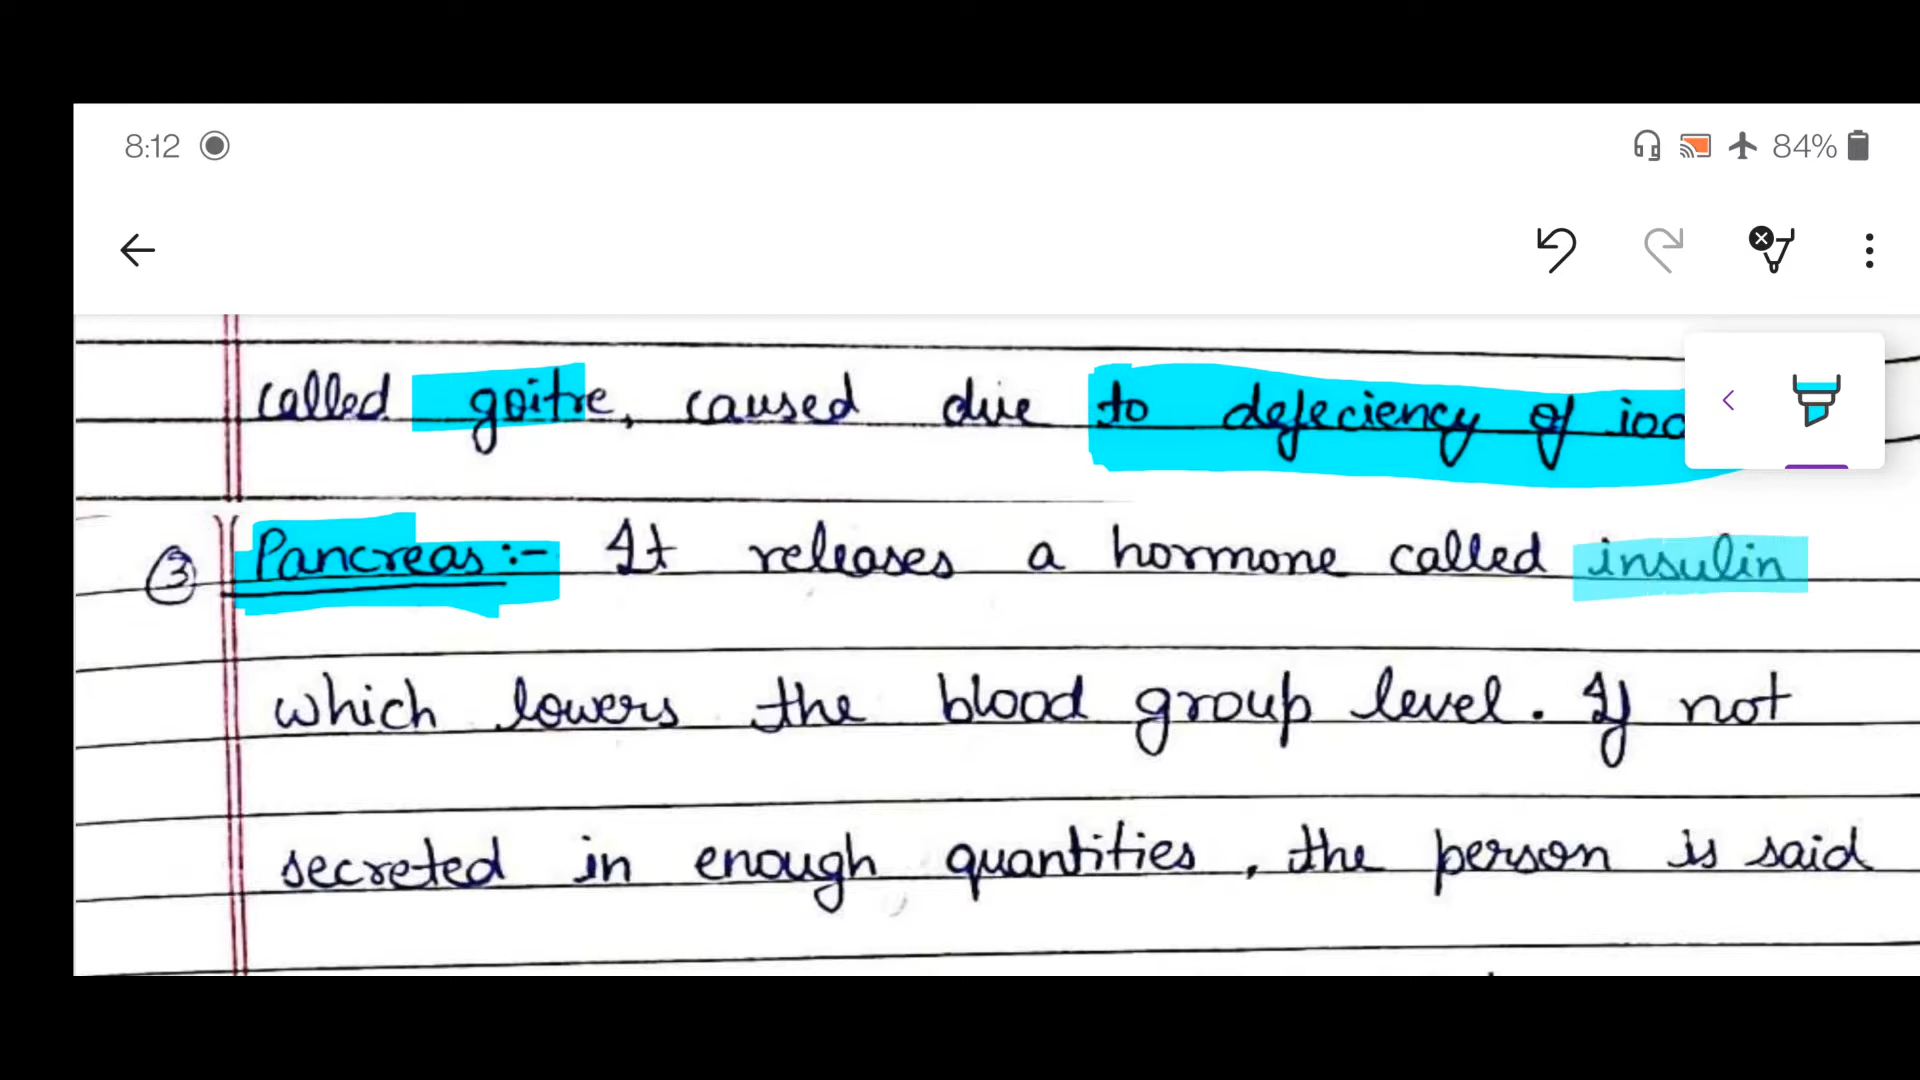 8:12 84%
called goitre, caused due to defeciency of
③ Pancreas :- It releases a hormone called insulin
which lowers the blood group level. If not
secreted in enough quantities, the person is said